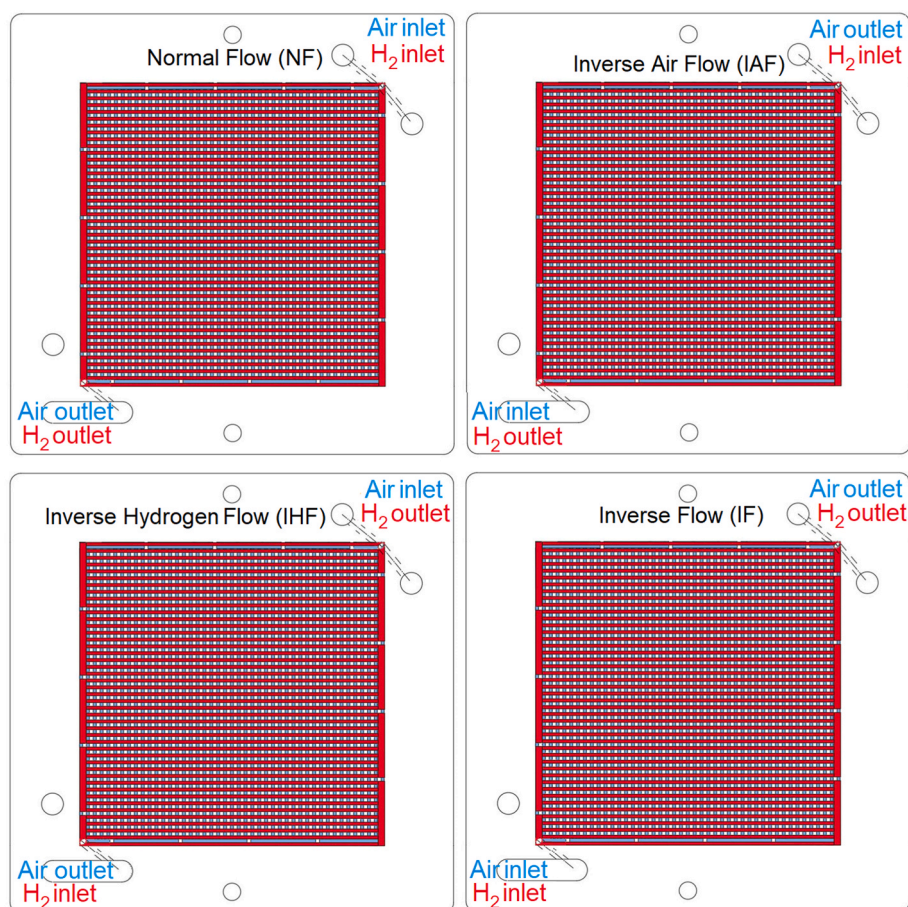 Normal Flow (NF)
Air inlet
H₂ inlet
Air outlet
H₂ outlet
Inverse Air Flow (IAF)
Air outlet
H₂ inlet
Air inlet
H₂ outlet
Inverse Hydrogen Flow (IHF)
Air inlet
H₂ outlet
Air outlet
H₂ inlet
Inverse Flow (IF)
Air outlet
H₂ outlet
Air inlet
H₂ inlet